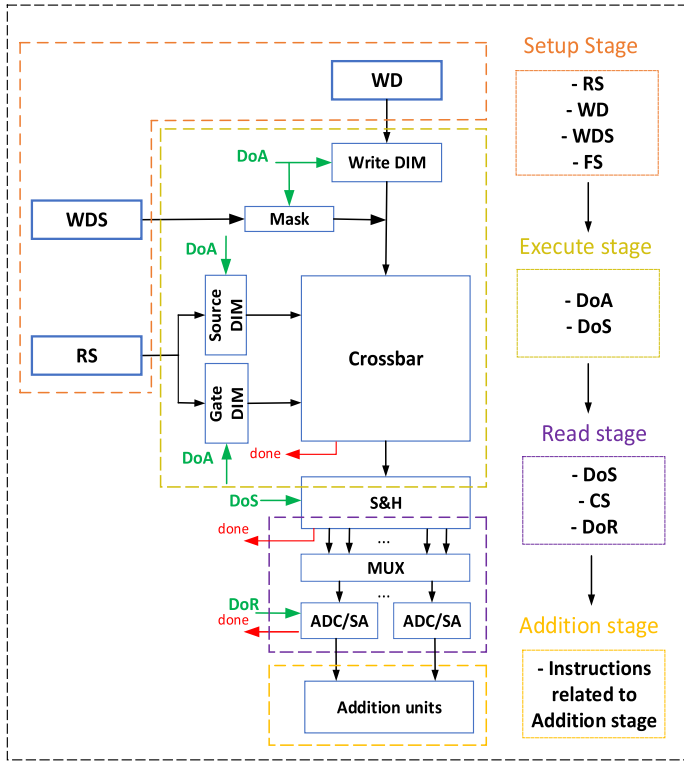 Setup Stage
WD
- RS
- WD
- WDS
- FS
DoA
Write DIM
WDS
Mask
DoA
Execute stage
Source
DIM
- DoA
- DoS
RS
Crossbar
Gate
DIM
DoA
done
Read stage
DoS
S&H
- DoS
- CS
- DoR
done
...
MUX
...
DoR
done
ADC/SA
ADC/SA
Addition stage
Addition units
- Instructions
related to
Addition stage